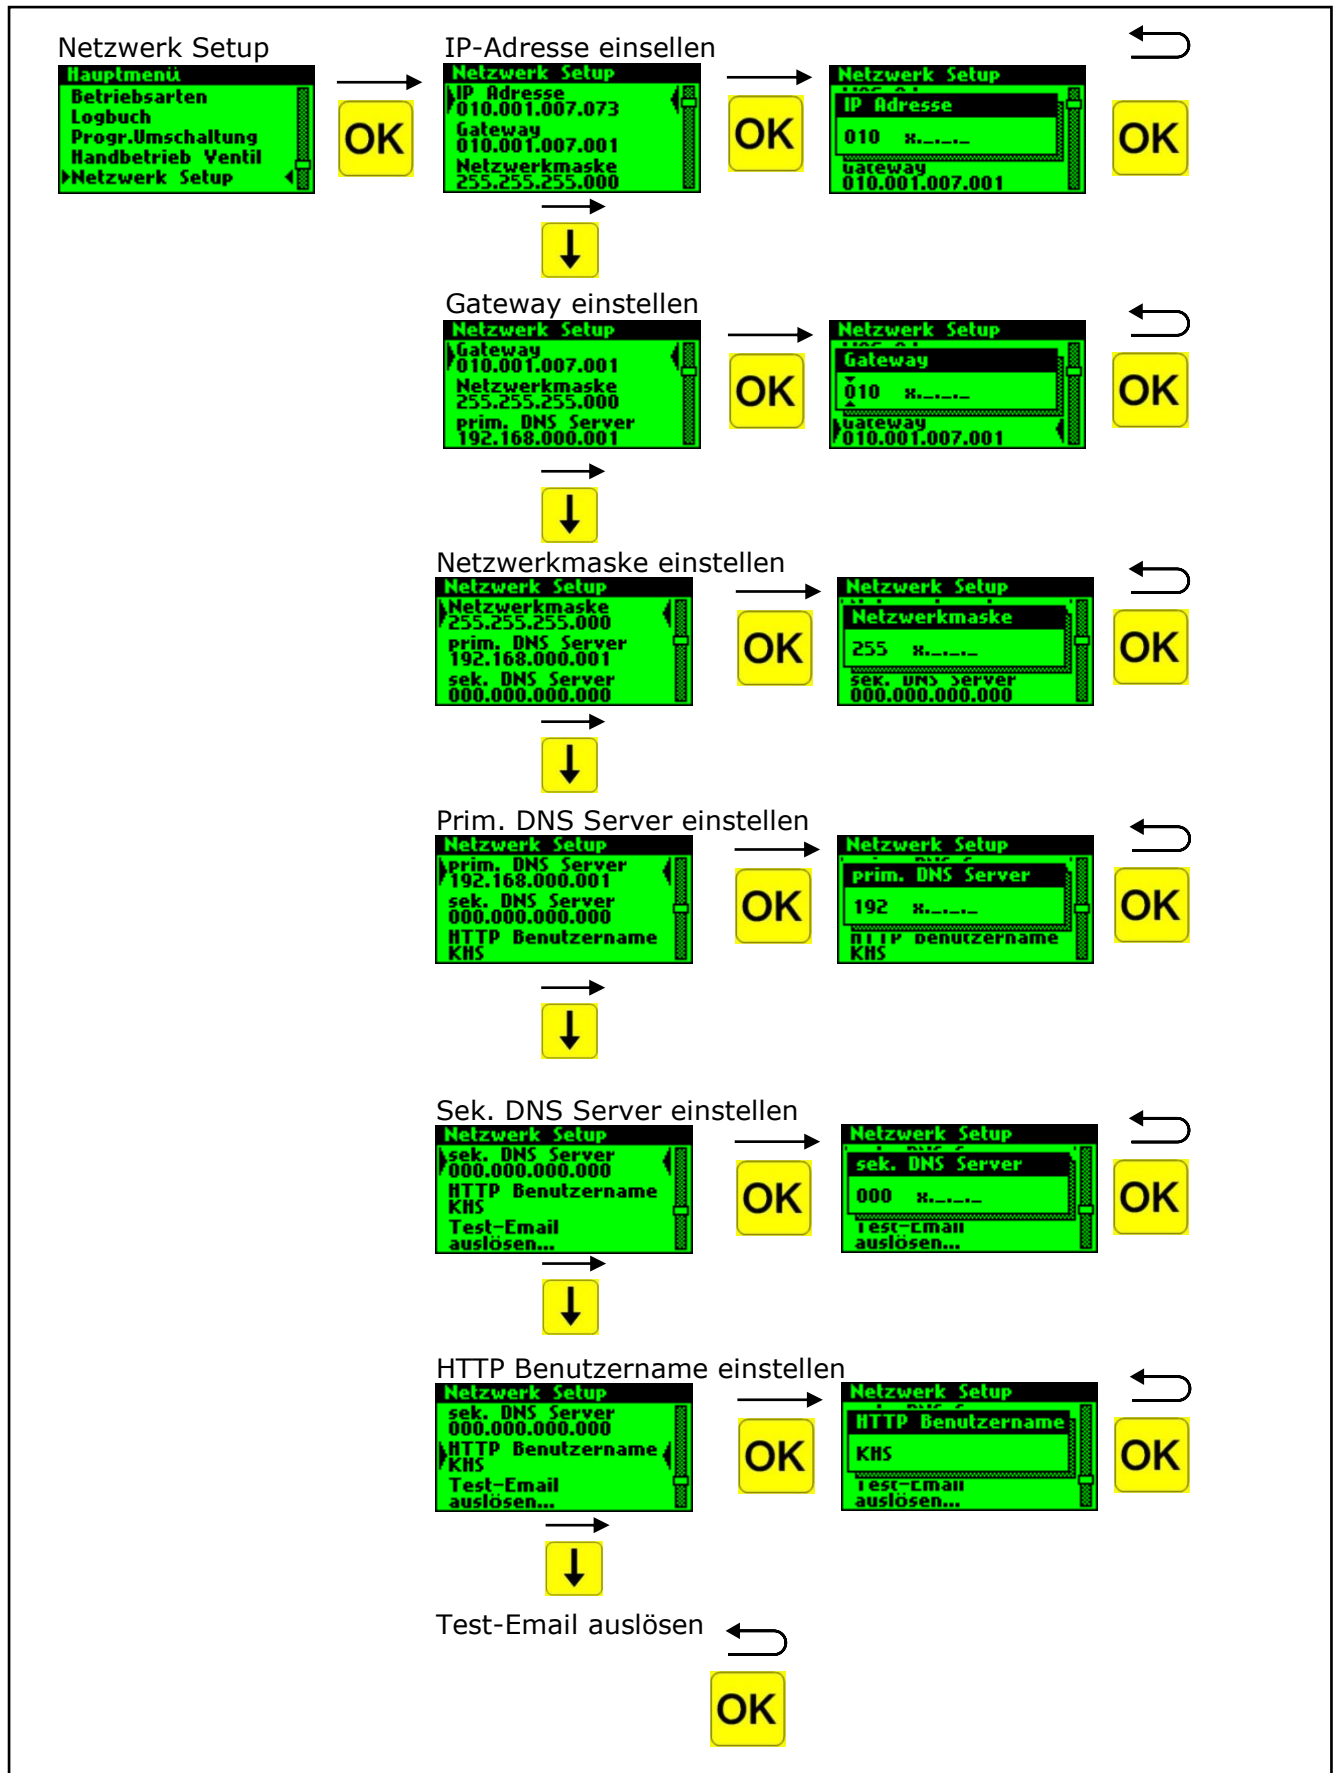 Netzwerk Setup
Hauptmenü
Betriebsarten
Logbuch
Progr.Umschaltung
Handbetrieb Ventil
Netzwerk Setup
OK
IP-Adresse einsellen
Netzwerk Setup
IP Adresse
010.001.007.073
Gateway
010.001.007.001
Netzwerkmaske
255.255.255.000
OK
Netzwerk Setup
IP Adresse
010 x._._._
Gateway
010.001.007.001
OK
Gateway einstellen
Netzwerk Setup
Gateway
010.001.007.001
Netzwerkmaske
255.255.255.000
prim. DNS Server
192.168.000.001
OK
Netzwerk Setup
Gateway
010 x._._._
Gateway
010.001.007.001
OK
Netzwerkmaske einstellen
Netzwerk Setup
Netzwerkmaske
255.255.255.000
prim. DNS Server
192.168.000.001
sek. DNS Server
000.000.000.000
OK
Netzwerk Setup
Netzwerkmaske
255 x._._._
sek. DNS Server
000.000.000.000
OK
Prim. DNS Server einstellen
Netzwerk Setup
prim. DNS Server
192.168.000.001
sek. DNS Server
000.000.000.000
HTTP Benutzername
KHS
OK
Netzwerk Setup
prim. DNS Server
192 x._._._
HTTP Benutzername
KHS
OK
Sek. DNS Server einstellen
Netzwerk Setup
sek. DNS Server
000.000.000.000
HTTP Benutzername
KHS
Test-Email
auslösen...
OK
Netzwerk Setup
sek. DNS Server
000 x._._._
Test-Email
auslösen...
OK
HTTP Benutzername einstellen
Netzwerk Setup
sek. DNS Server
000.000.000.000
HTTP Benutzername
KHS
Test-Email
auslösen...
OK
Netzwerk Setup
HTTP Benutzername
KHS
Test-Email
auslösen...
OK
Test-Email auslösen
OK